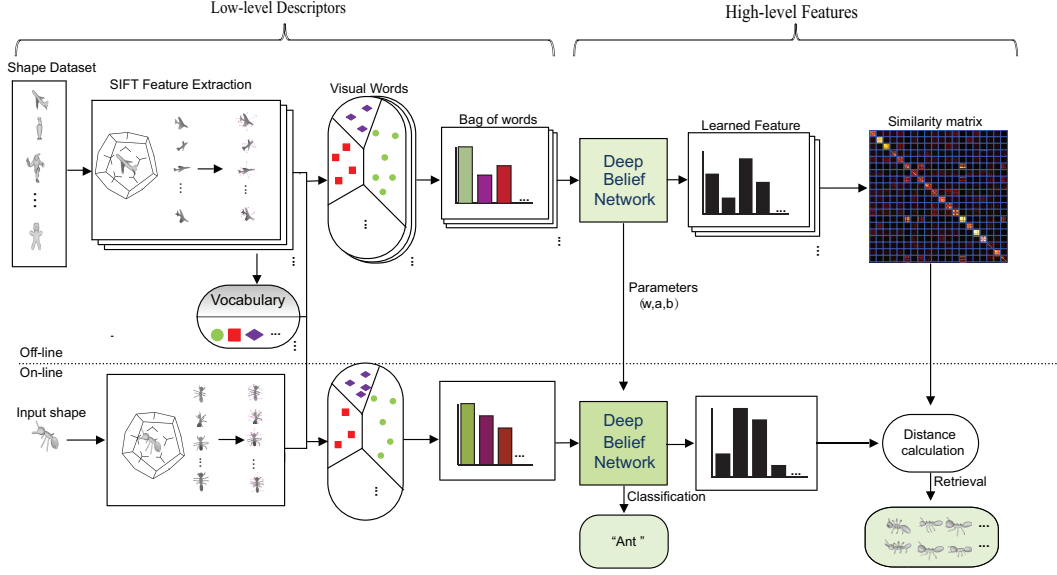 Low-level Descriptors
High-level Features
Shape Dataset
SIFT Feature Extraction
Visual Words
Bag of words
Learned Feature
Similarity matrix
...
Deep
Belief
Network
...
Vocabulary
...
Parameters
(w,a,b)
Off-line
On-line
Input shape
...
Deep
Belief
Network
...
Distance
calculation
Classification
Retrieval
“Ant ”
...
...